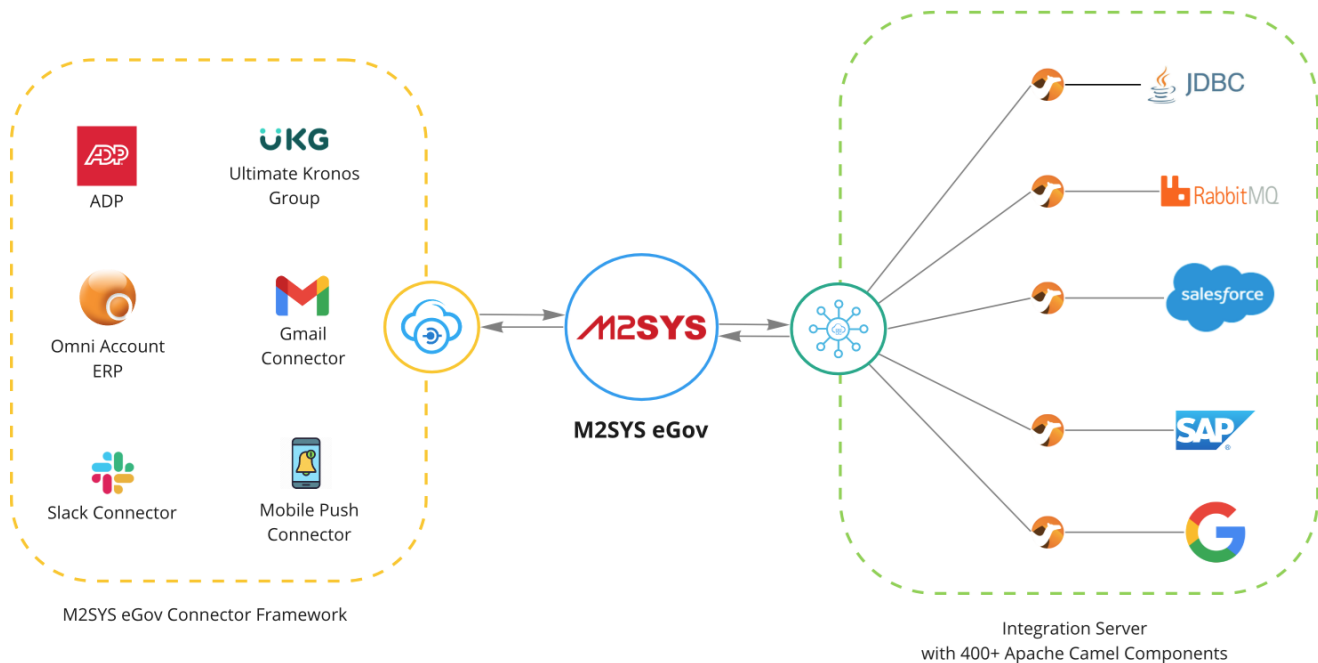 ADP
ADP
UKG
Ultimate Kronos
Group
Omni Account
ERP
Gmail
Connector
Slack Connector
Mobile Push
Connector
M2SYS eGov Connector Framework
M2SYS
M2SYS eGov
JDBC
RabbitMQ
salesforce
SAP
®
G
Integration Server
with 400+ Apache Camel Components